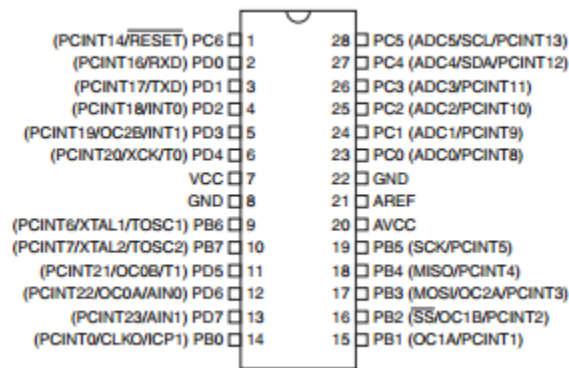 (PCINT14/RESET) PC6 1 28 PC5 (ADC5/SCL/PCINT13)
(PCINT16/RXD) PD0 2 27 PC4 (ADC4/SDA/PCINT12)
(PCINT17/TXD) PD1 3 26 PC3 (ADC3/PCINT11)
(PCINT18/INT0) PD2 4 25 PC2 (ADC2/PCINT10)
(PCINT19/OC2B/INT1) PD3 5 24 PC1 (ADC1/PCINT9)
(PCINT20/XCK/T0) PD4 6 23 PC0 (ADC0/PCINT8)
VCC 7 22 GND
GND 8 21 AREF
(PCINT6/XTAL1/TOSC1) PB6 9 20 AVCC
(PCINT7/XTAL2/TOSC2) PB7 10 19 PB5 (SCK/PCINT5)
(PCINT21/OC0B/T1) PD5 11 18 PB4 (MISO/PCINT4)
(PCINT22/OC0A/AIN0) PD6 12 17 PB3 (MOSI/OC2A/PCINT3)
(PCINT23/AIN1) PD7 13 16 PB2 (SS/OC1B/PCINT2)
(PCINT0/CLKO/ICP1) PB0 14 15 PB1 (OC1A/PCINT1)